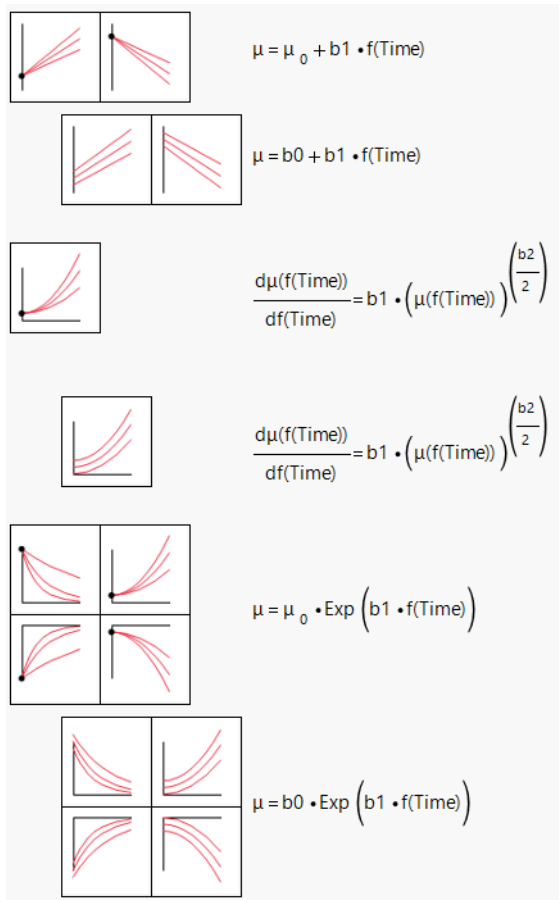 μ = μ 0 + b1 • f(Time)
μ = b0 + b1 • f(Time)
dμ(f(Time)) / df(Time) = b1 • (μ(f(Time)))^(b2/2)
dμ(f(Time)) / df(Time) = b1 • (μ(f(Time)))^(b2/2)
μ = μ 0 • Exp (b1 • f(Time))
μ = b0 • Exp (b1 • f(Time))